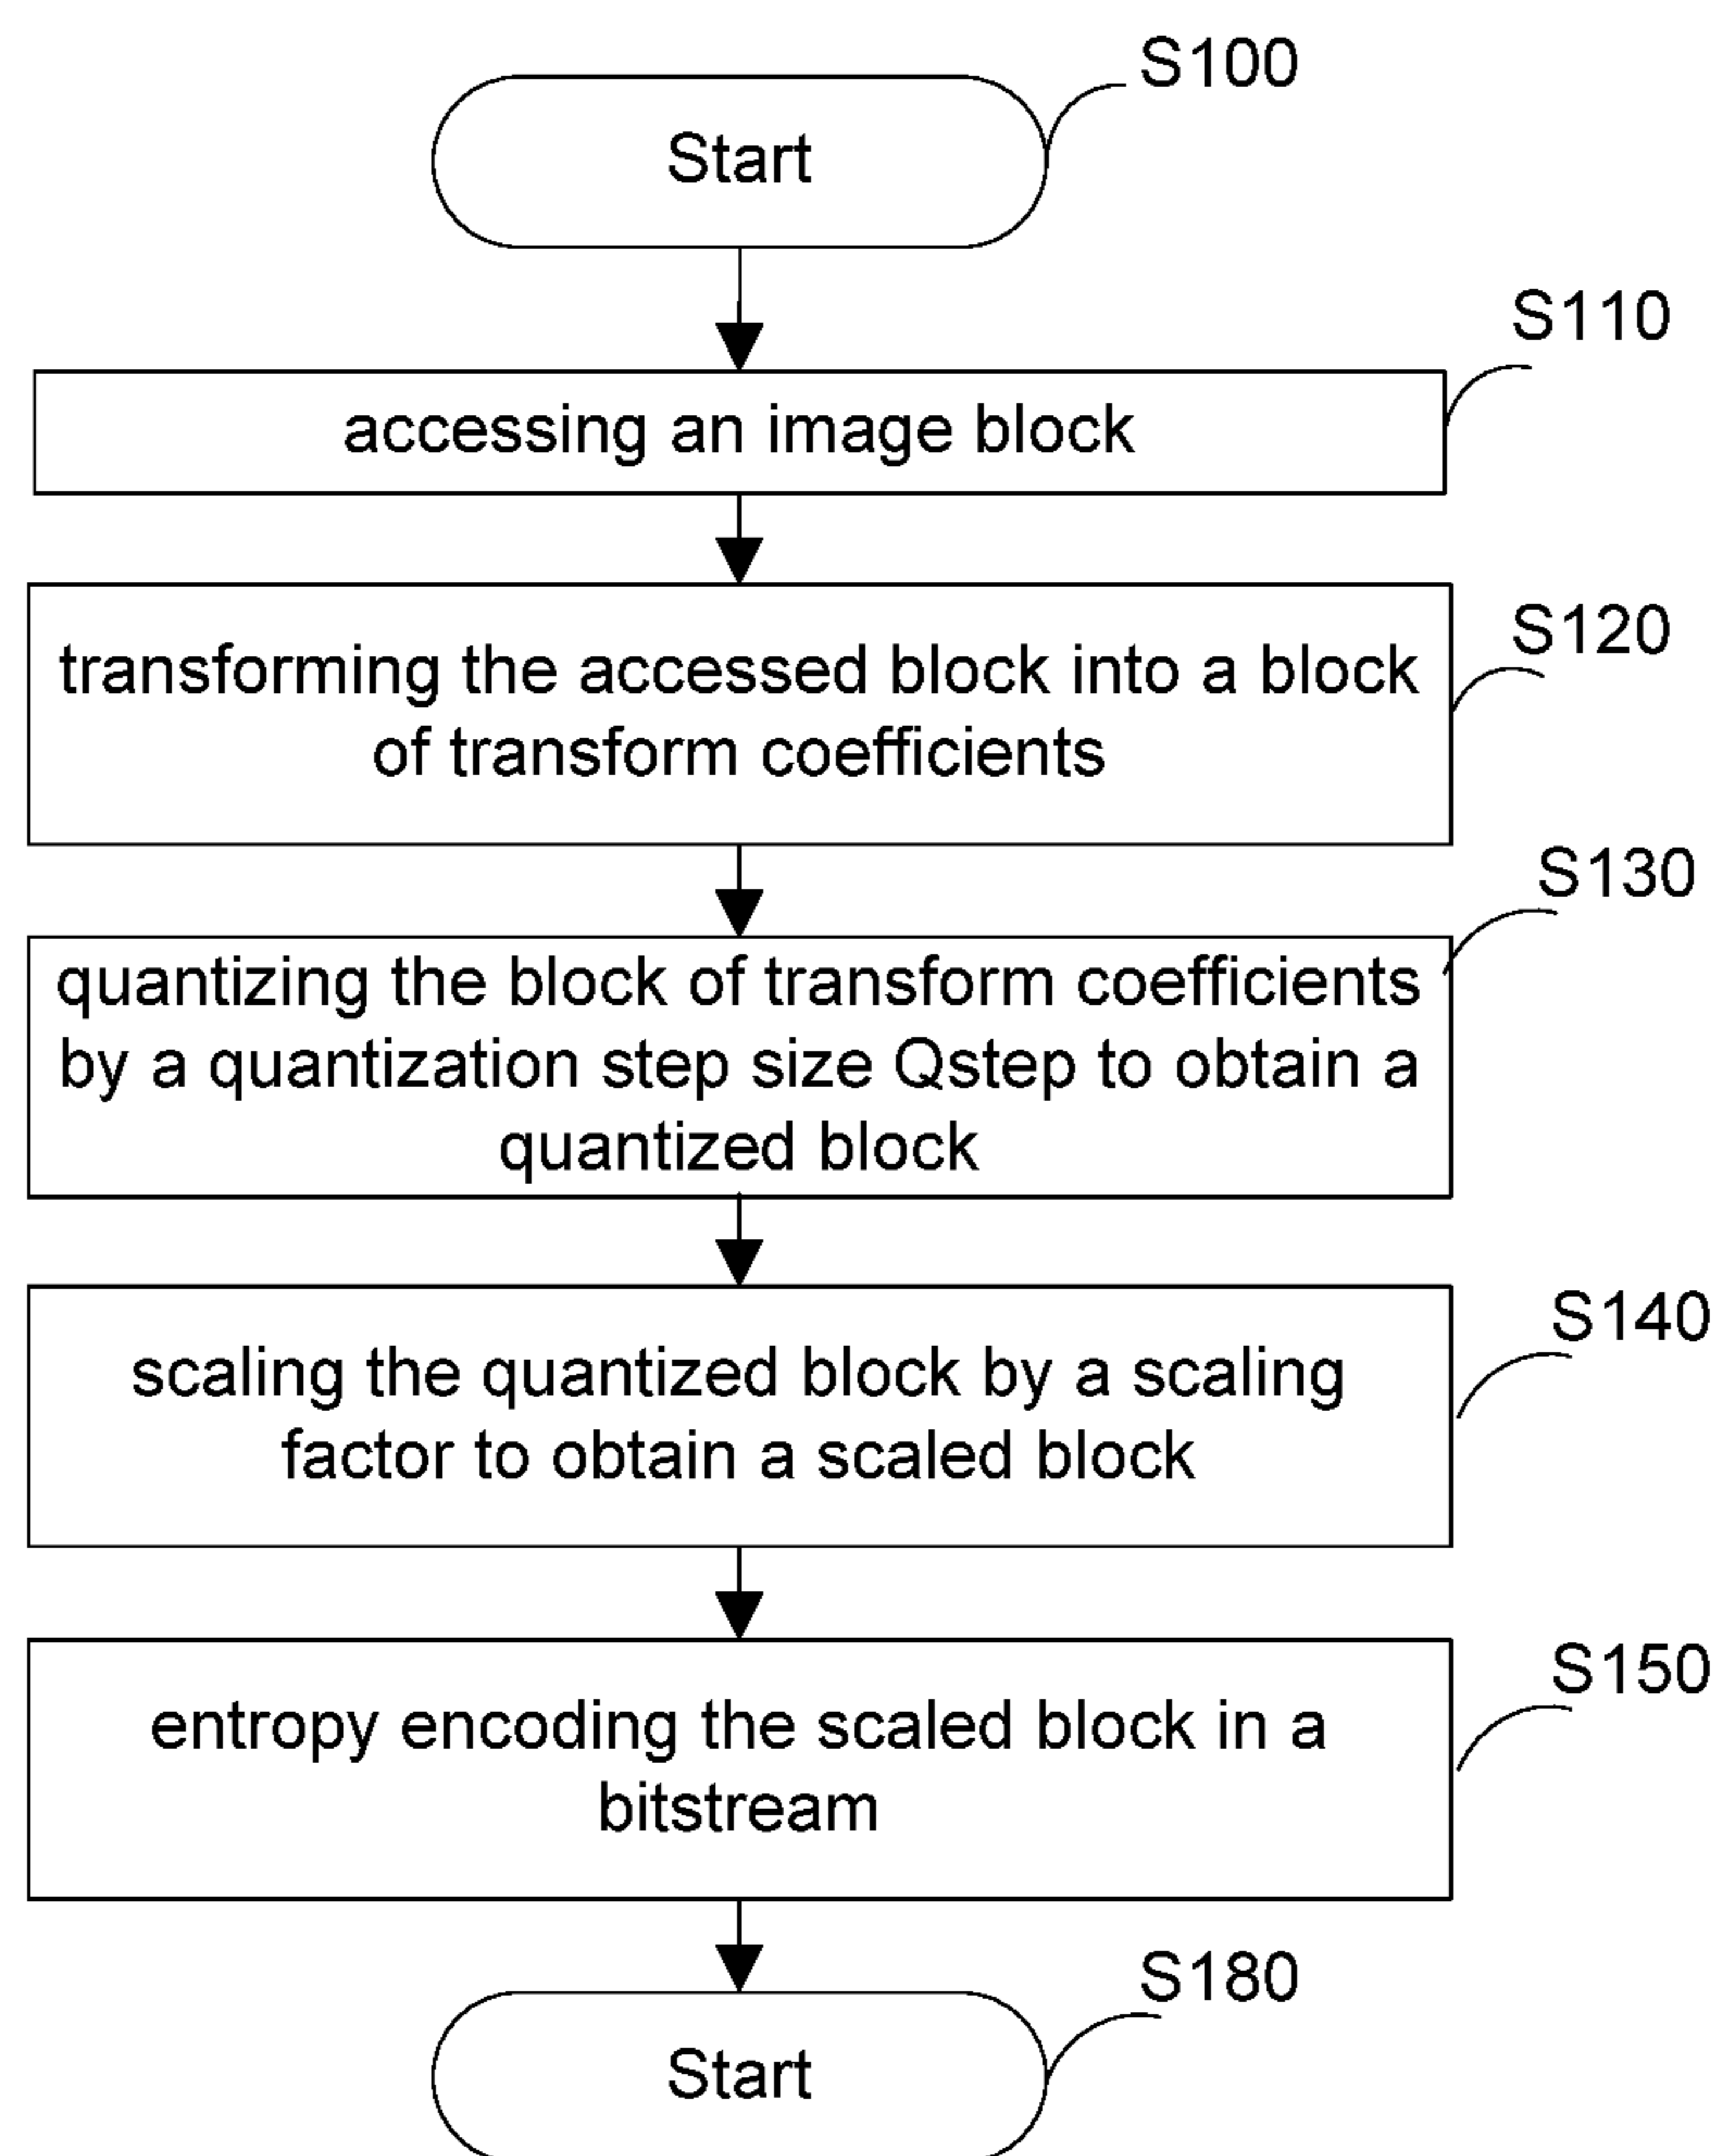 S100
Start
S110
accessing an image block
S120
transforming the accessed block into a block
of transform coefficients
S130
quantizing the block of transform coefficients
by a quantization step size Qstep to obtain a
quantized block
S140
scaling the quantized block by a scaling
factor to obtain a scaled block
S150
entropy encoding the scaled block in a
bitstream
S180
Start